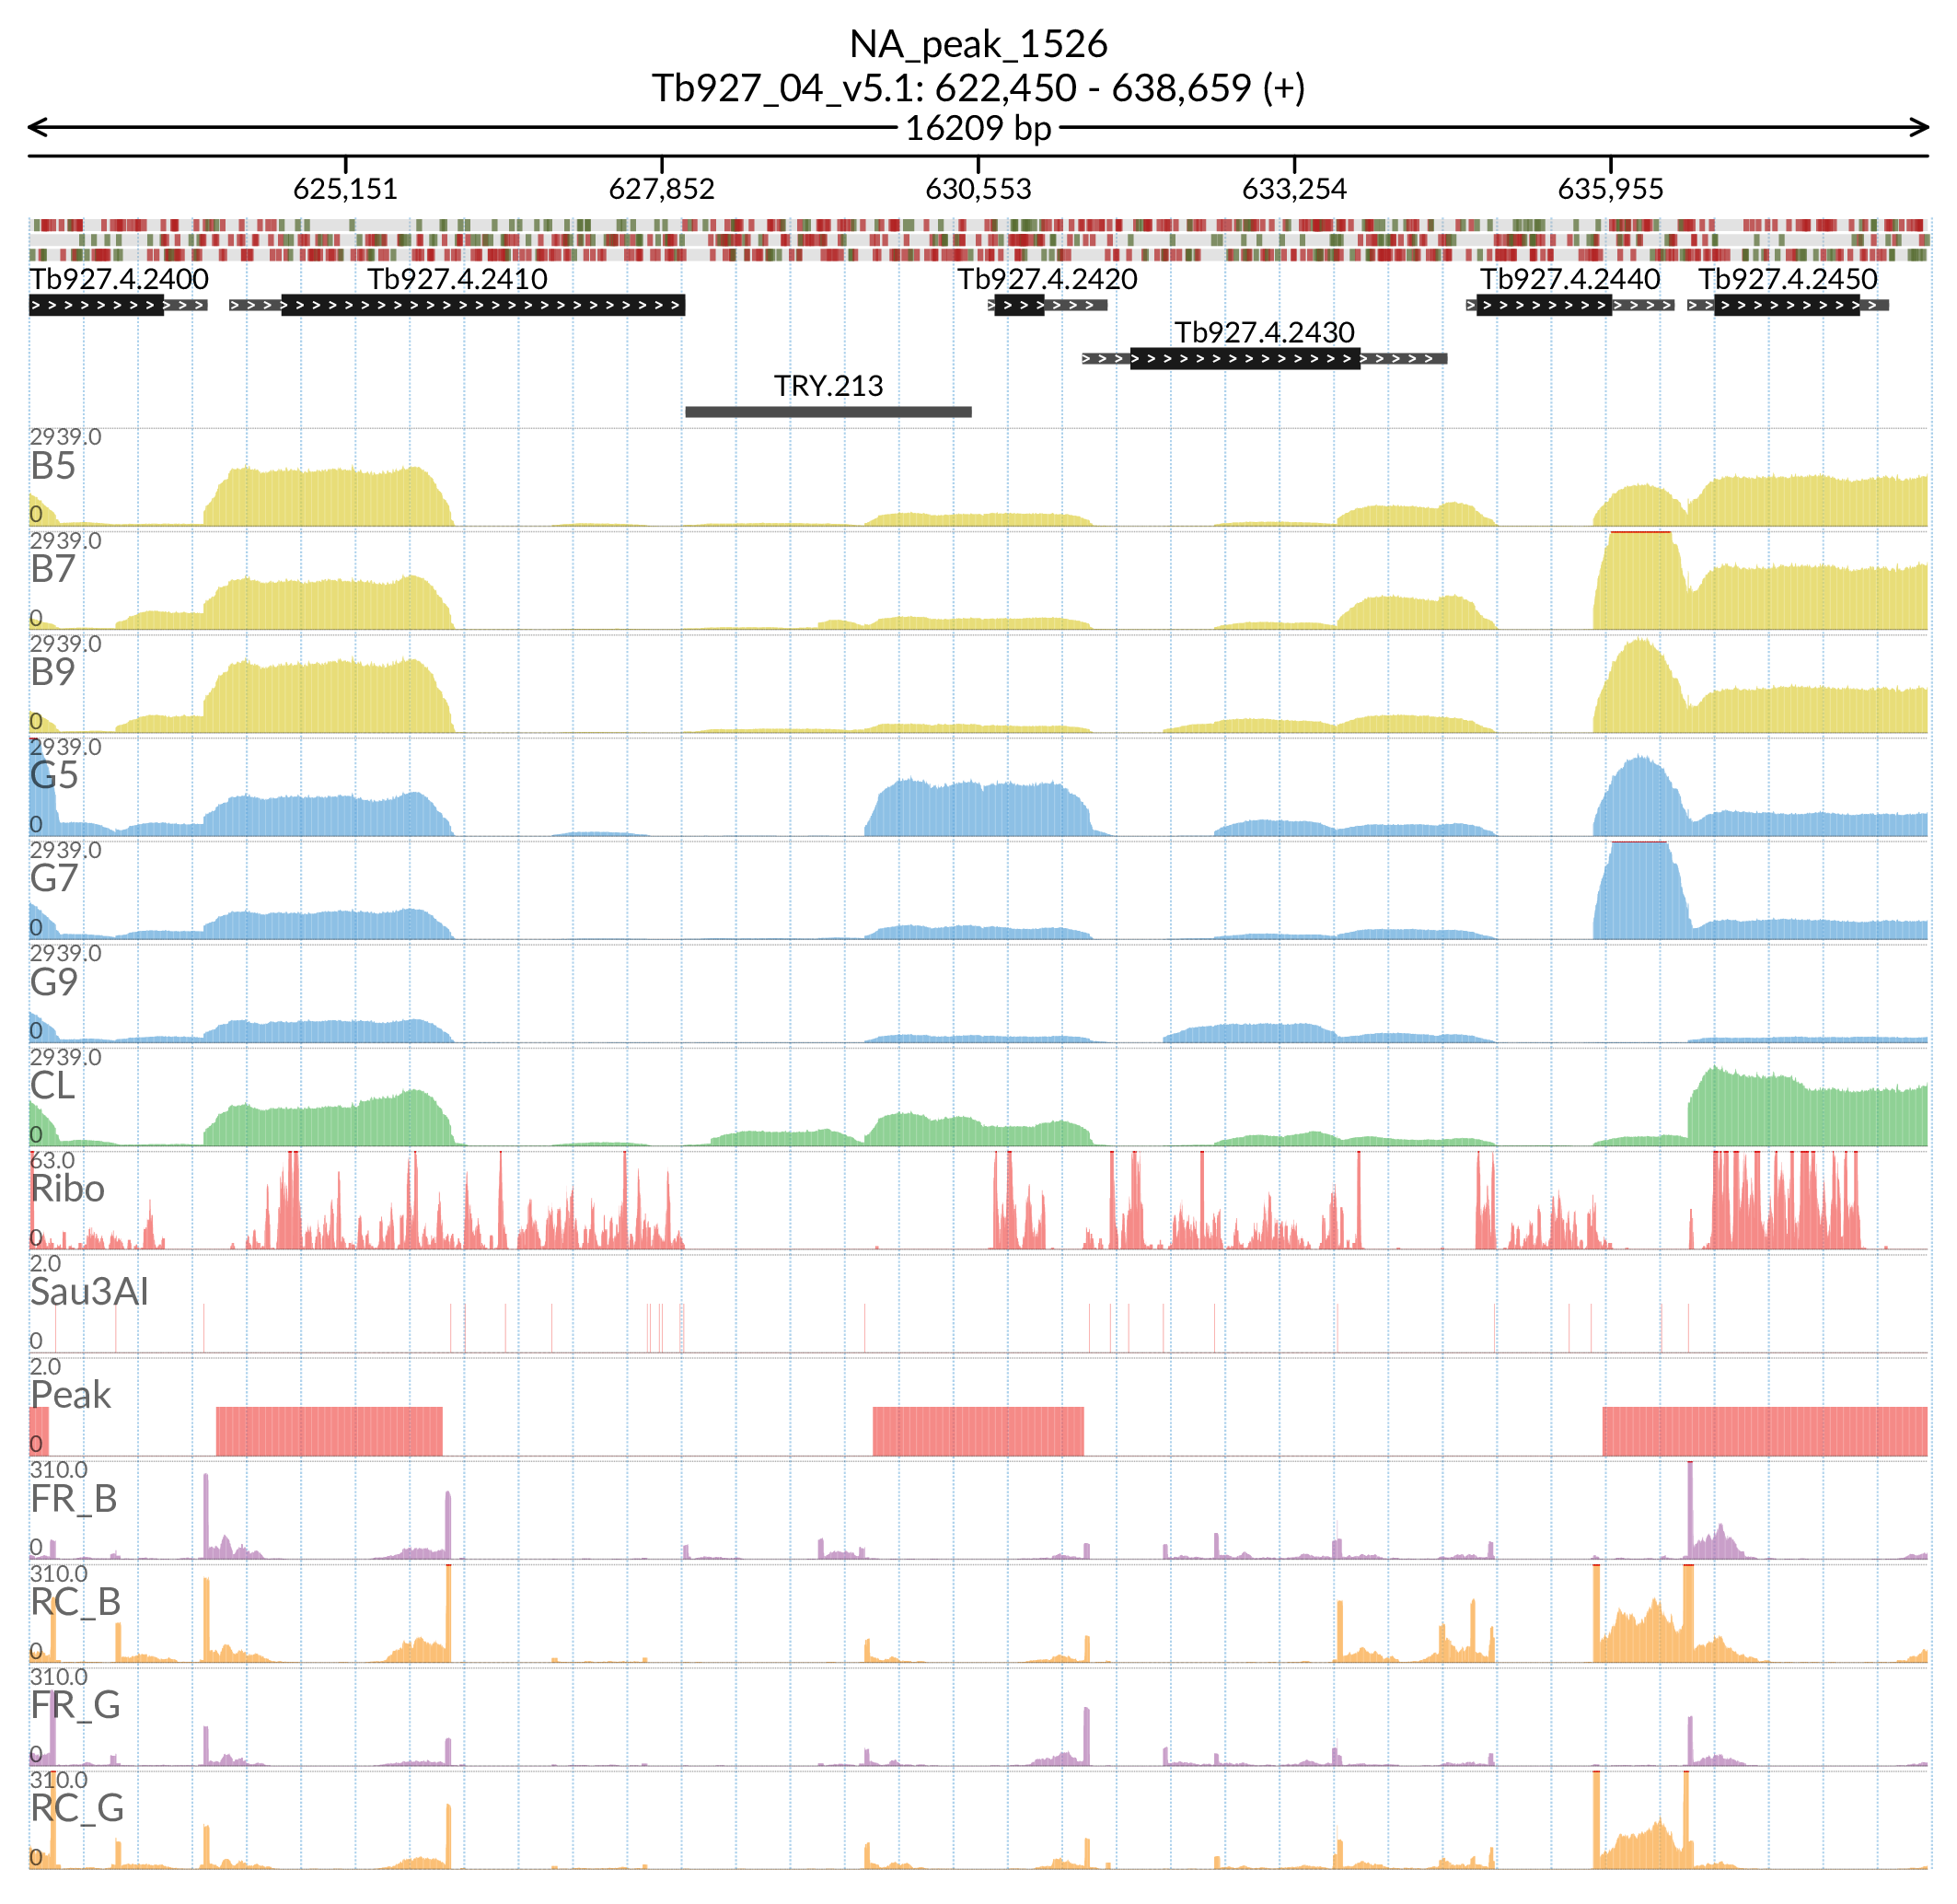 NA_peak_1526
Tb927_04_v5.1: 622,450 - 638,659 (+)
16209 bp
625,151 627,852 630,553 633,254 635,955
Tb927.4.2400 Tb927.4.2410 Tb927.4.2420 Tb927.4.2440 Tb927.4.2450
Tb927.4.2430
TRY.213
2939.0
B5
0
2939.0
B7
0
2939.0
B9
0
2939.0
G5
0
2939.0
G7
0
2939.0
G9
0
2939.0
CL
0
63.0
Ribo
0
2.0
Sau3AI
0
2.0
Peak
0
310.0
FR_B
0
310.0
RC_B
0
310.0
FR_G
0
310.0
RC_G
0